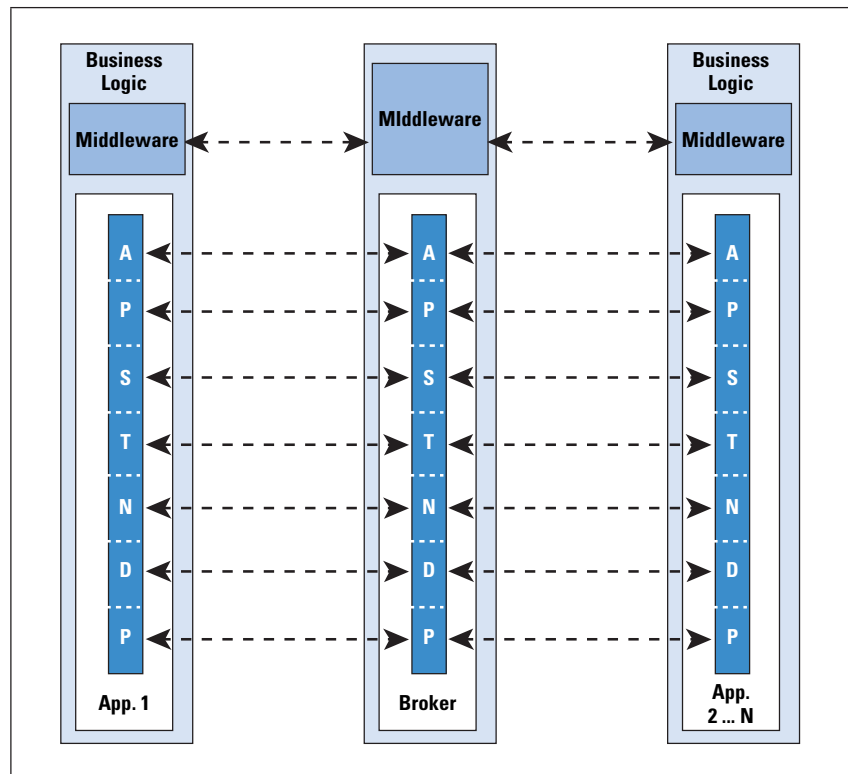 Business
Logic
Middleware
A
P
S
T
N
D
P
App. 1
MIddleware
A
P
S
T
N
D
P
Broker
Business
Logic
Middleware
A
P
S
T
N
D
P
App.
2 ... N